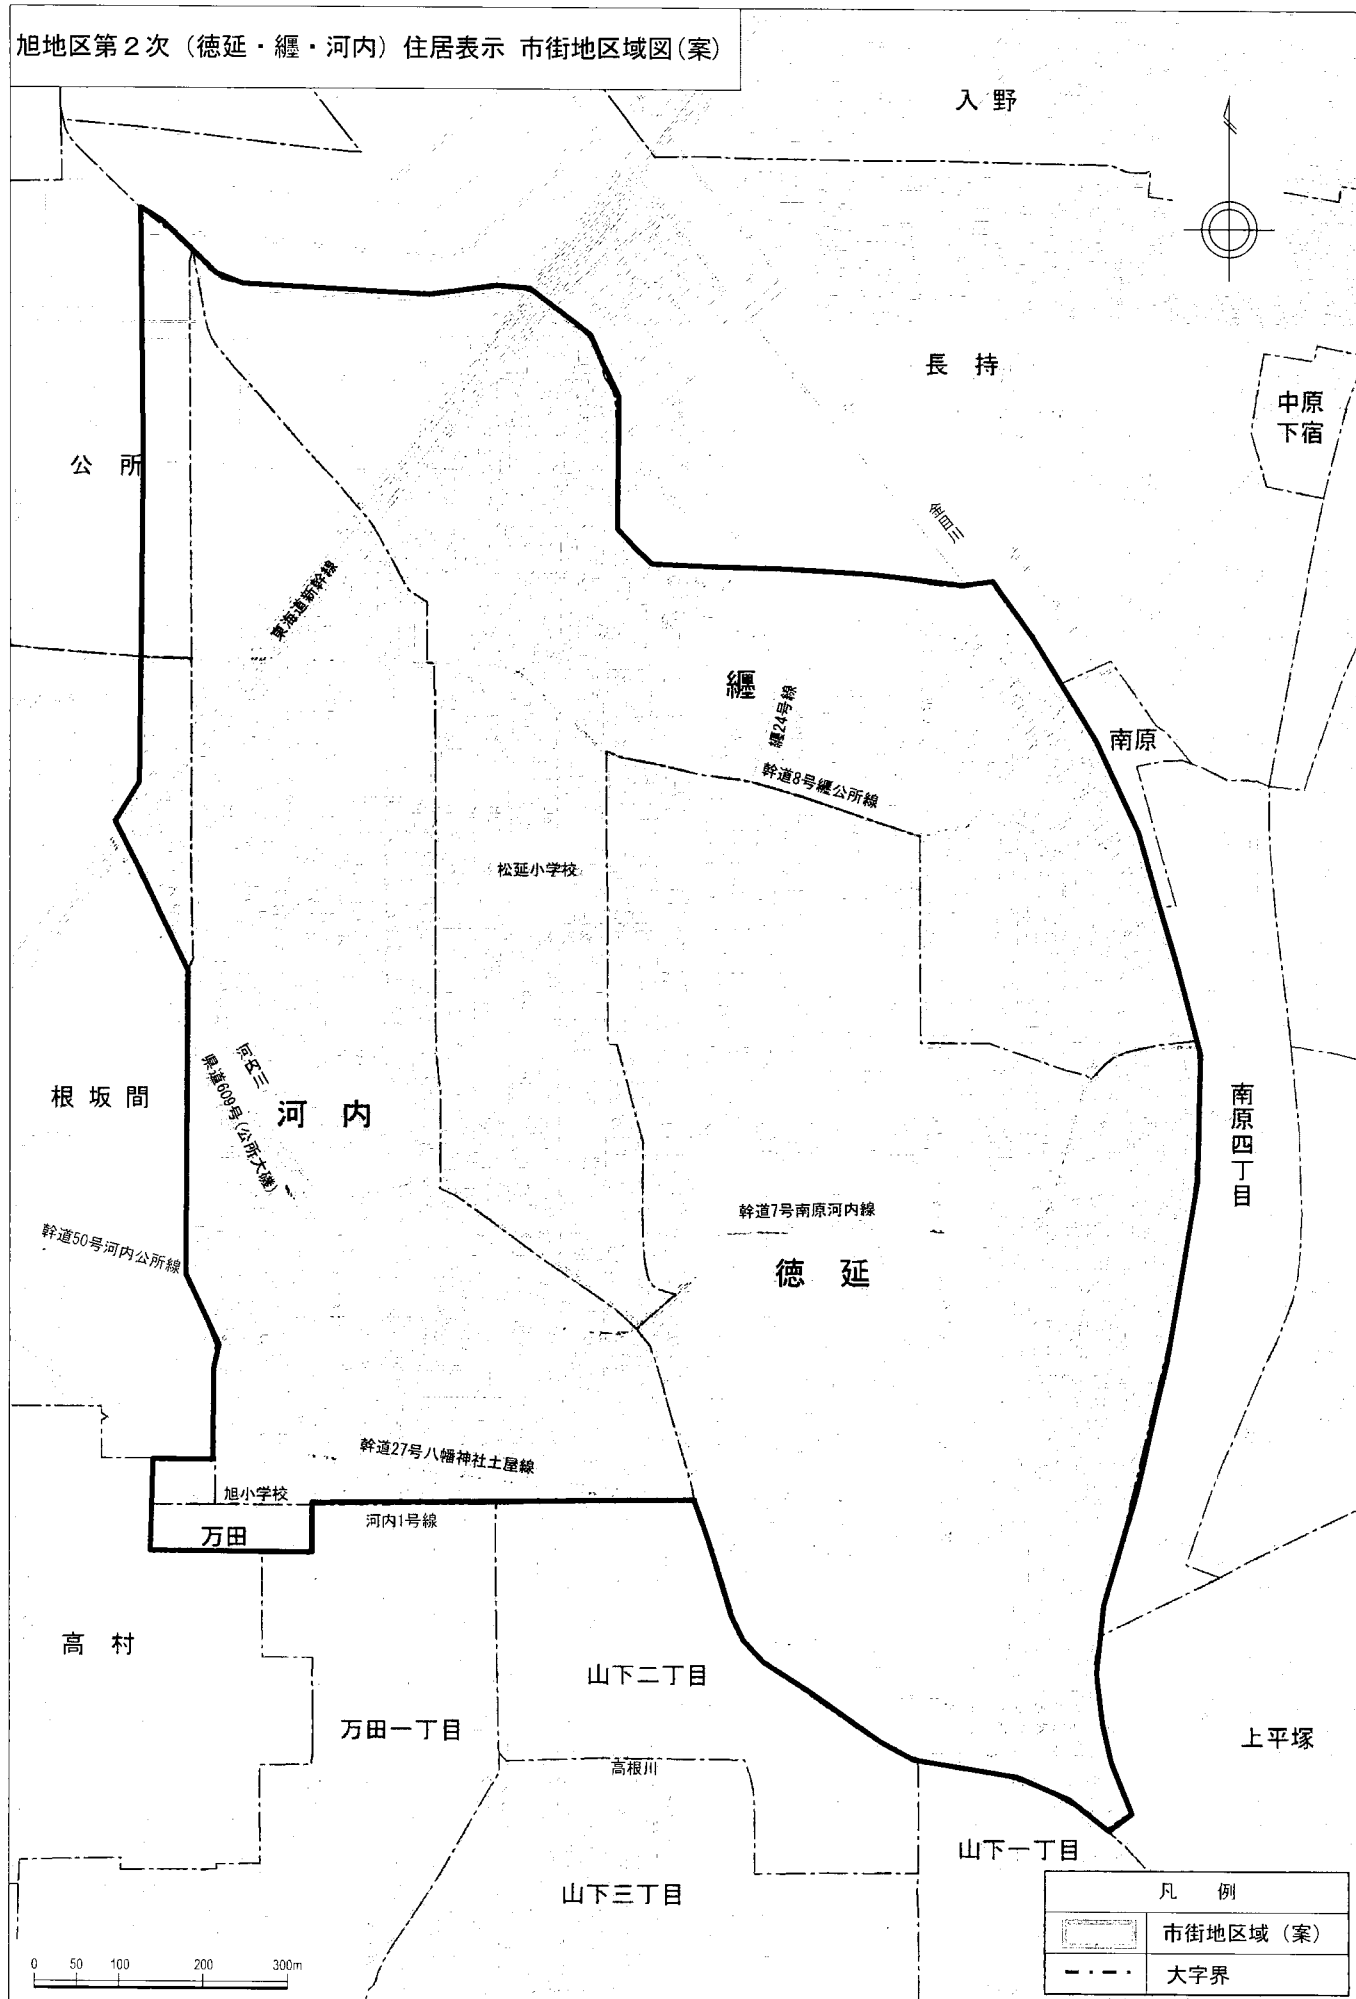 旭地区第2次（徳延・纒・河内）住居表示 市街地区域図（案）
入野
長持
中原
下宿
公所
金目川
東海道新幹線
纒
纒24号線
南原
幹道8号纒公所線
松延小学校
河内川
県道609号（公所大磯）
根坂間
河内
南原四丁目
幹道7号南原河内線
幹道50号河内公所線
徳延
幹道27号八幡神社土屋線
旭小学校
河内1号線
万田
高村
山下二丁目
万田一丁目
上平塚
高根川
山下一丁目
山下三丁目
凡例
市街地区域（案）
大字界
0 50 100 200 300m